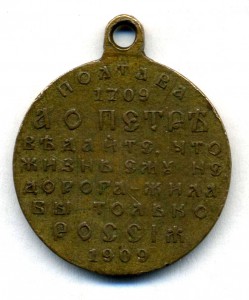 ПОЛТАВА
1709
А О ПЕТРѢ
ВѢДАЙТЕ, ЧТО
ЖИЗНЬ ЕМУ НЕ
ДОРОГА-ЖИЛА
БЫ ТОЛЬКО
РОССІЯ
1909